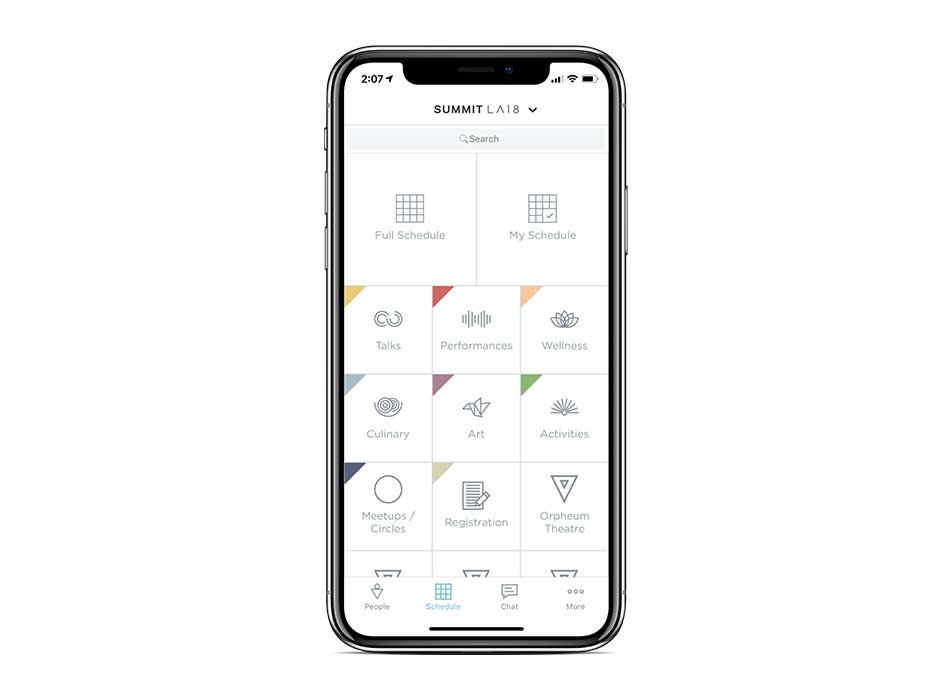 2:07
SUMMIT LA18
Search
Full Schedule
My Schedule
Talks
Performances
Wellness
Culinary
Art
Activities
Meetups /
Circles
Registration
Orpheum
Theatre
People
Schedule
Chat
More